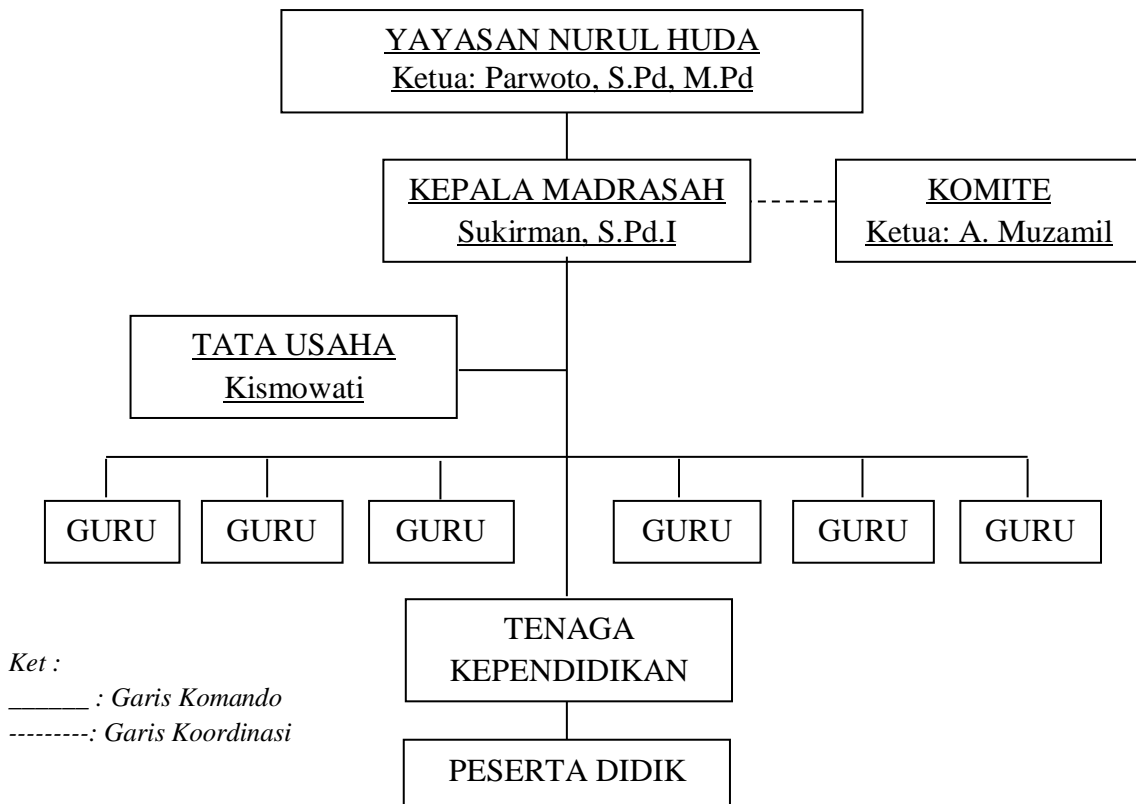 YAYASAN NURUL HUDA
Ketua: Parwoto, S.Pd, M.Pd
KEPALA MADRASAH
Sukirman, S.Pd.I
KOMITE
Ketua: A. Muzamil
TATA USAHA
Kismowati
GURU
GURU
GURU
GURU
GURU
GURU
TENAGA
KEPENDIDIKAN
Ket :
______ : Garis Komando
---------: Garis Koordinasi
PESERTA DIDIK